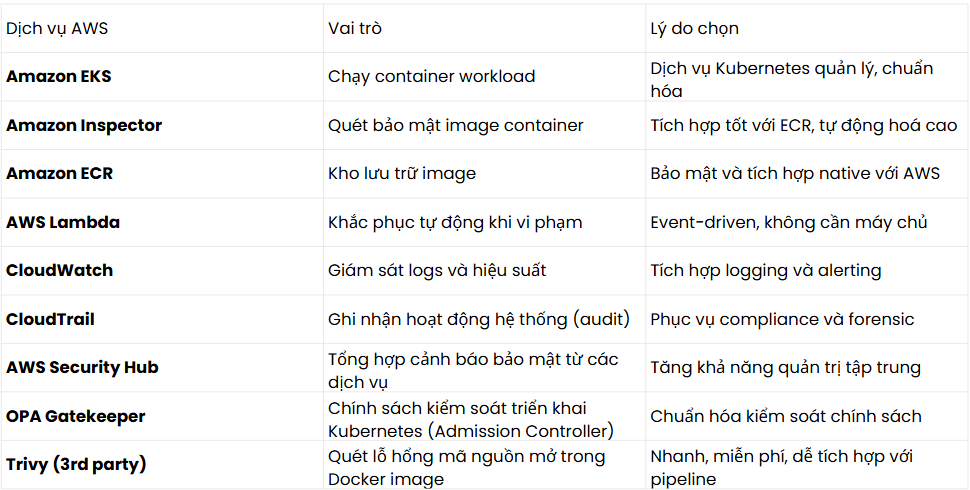 Dịch vụ AWS Vai trò Lý do chọn
Amazon EKS Chạy container workload Dịch vụ Kubernetes quản lý, chuẩn
hóa
Amazon Inspector Quét bảo mật image container Tích hợp tốt với ECR, tự động hoá cao
Amazon ECR Kho lưu trữ image Bảo mật và tích hợp native với AWS
AWS Lambda Khắc phục tự động khi vi phạm Event-driven, không cần máy chủ
CloudWatch Giám sát logs và hiệu suất Tích hợp logging và alerting
CloudTrail Ghi nhận hoạt động hệ thống (audit) Phục vụ compliance và forensic
AWS Security Hub Tổng hợp cảnh báo bảo mật từ các
dịch vụ Tăng khả năng quản trị tập trung
OPA Gatekeeper Chính sách kiểm soát triển khai
Kubernetes (Admission Controller) Chuẩn hóa kiểm soát chính sách
Trivy (3rd party) Quét lỗ hổng mã nguồn mở trong
Docker image Nhanh, miễn phí, dễ tích hợp với
pipeline